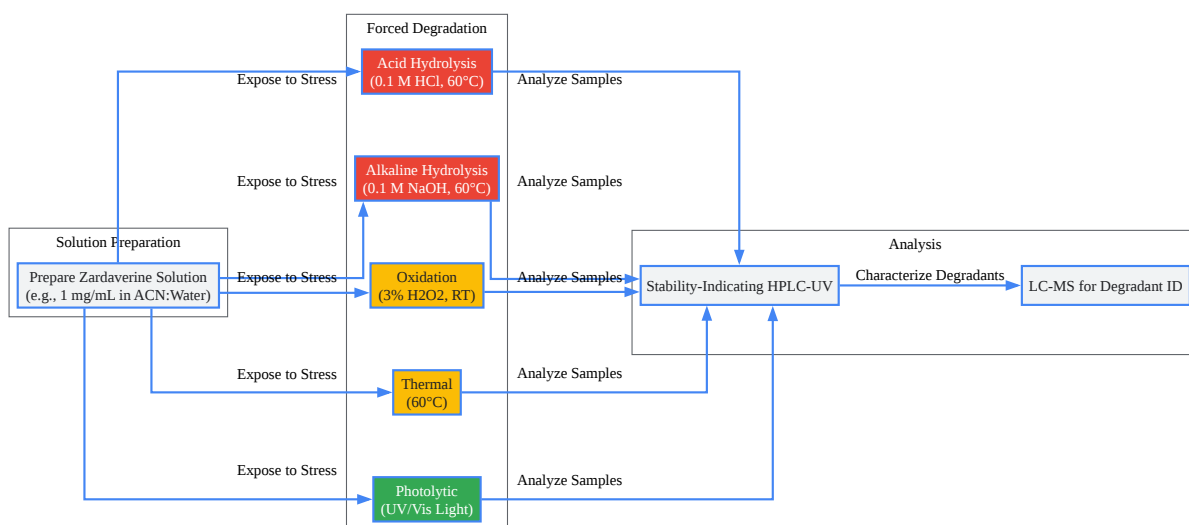 Forced Degradation
Acid Hydrolysis
(0.1 M HCl, 60°C)
Expose to Stress
Analyze Samples
Alkaline Hydrolysis
(0.1 M NaOH, 60°C)
Expose to Stress
Analyze Samples
Solution Preparation
Prepare Zardaverine Solution
(e.g., 1 mg/mL in ACN:Water)
Expose to Stress
Oxidation
(3% H2O2, RT)
Analyze Samples
Analysis
Stability-Indicating HPLC-UV
Characterize Degradants
LC-MS for Degradant ID
Expose to Stress
Thermal
(60°C)
Analyze Samples
Expose to Stress
Photolytic
(UV/Vis Light)
Analyze Samples